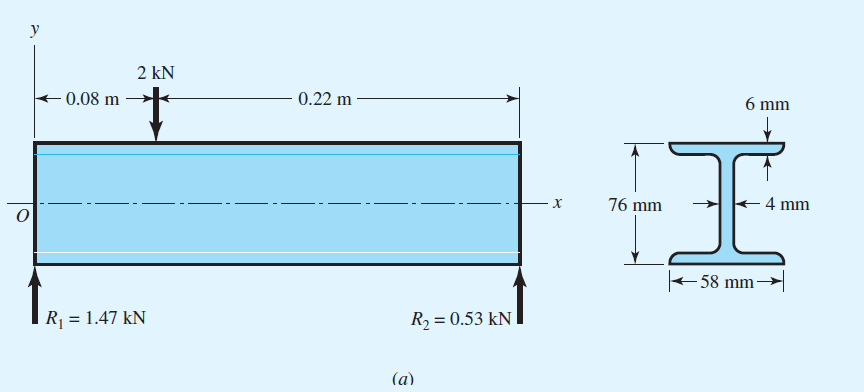 y
2 kN
0.08 m
0.22 m
6 mm
O
x
76 mm
4 mm
58 mm
R1 = 1.47 kN
R2 = 0.53 kN
(a)